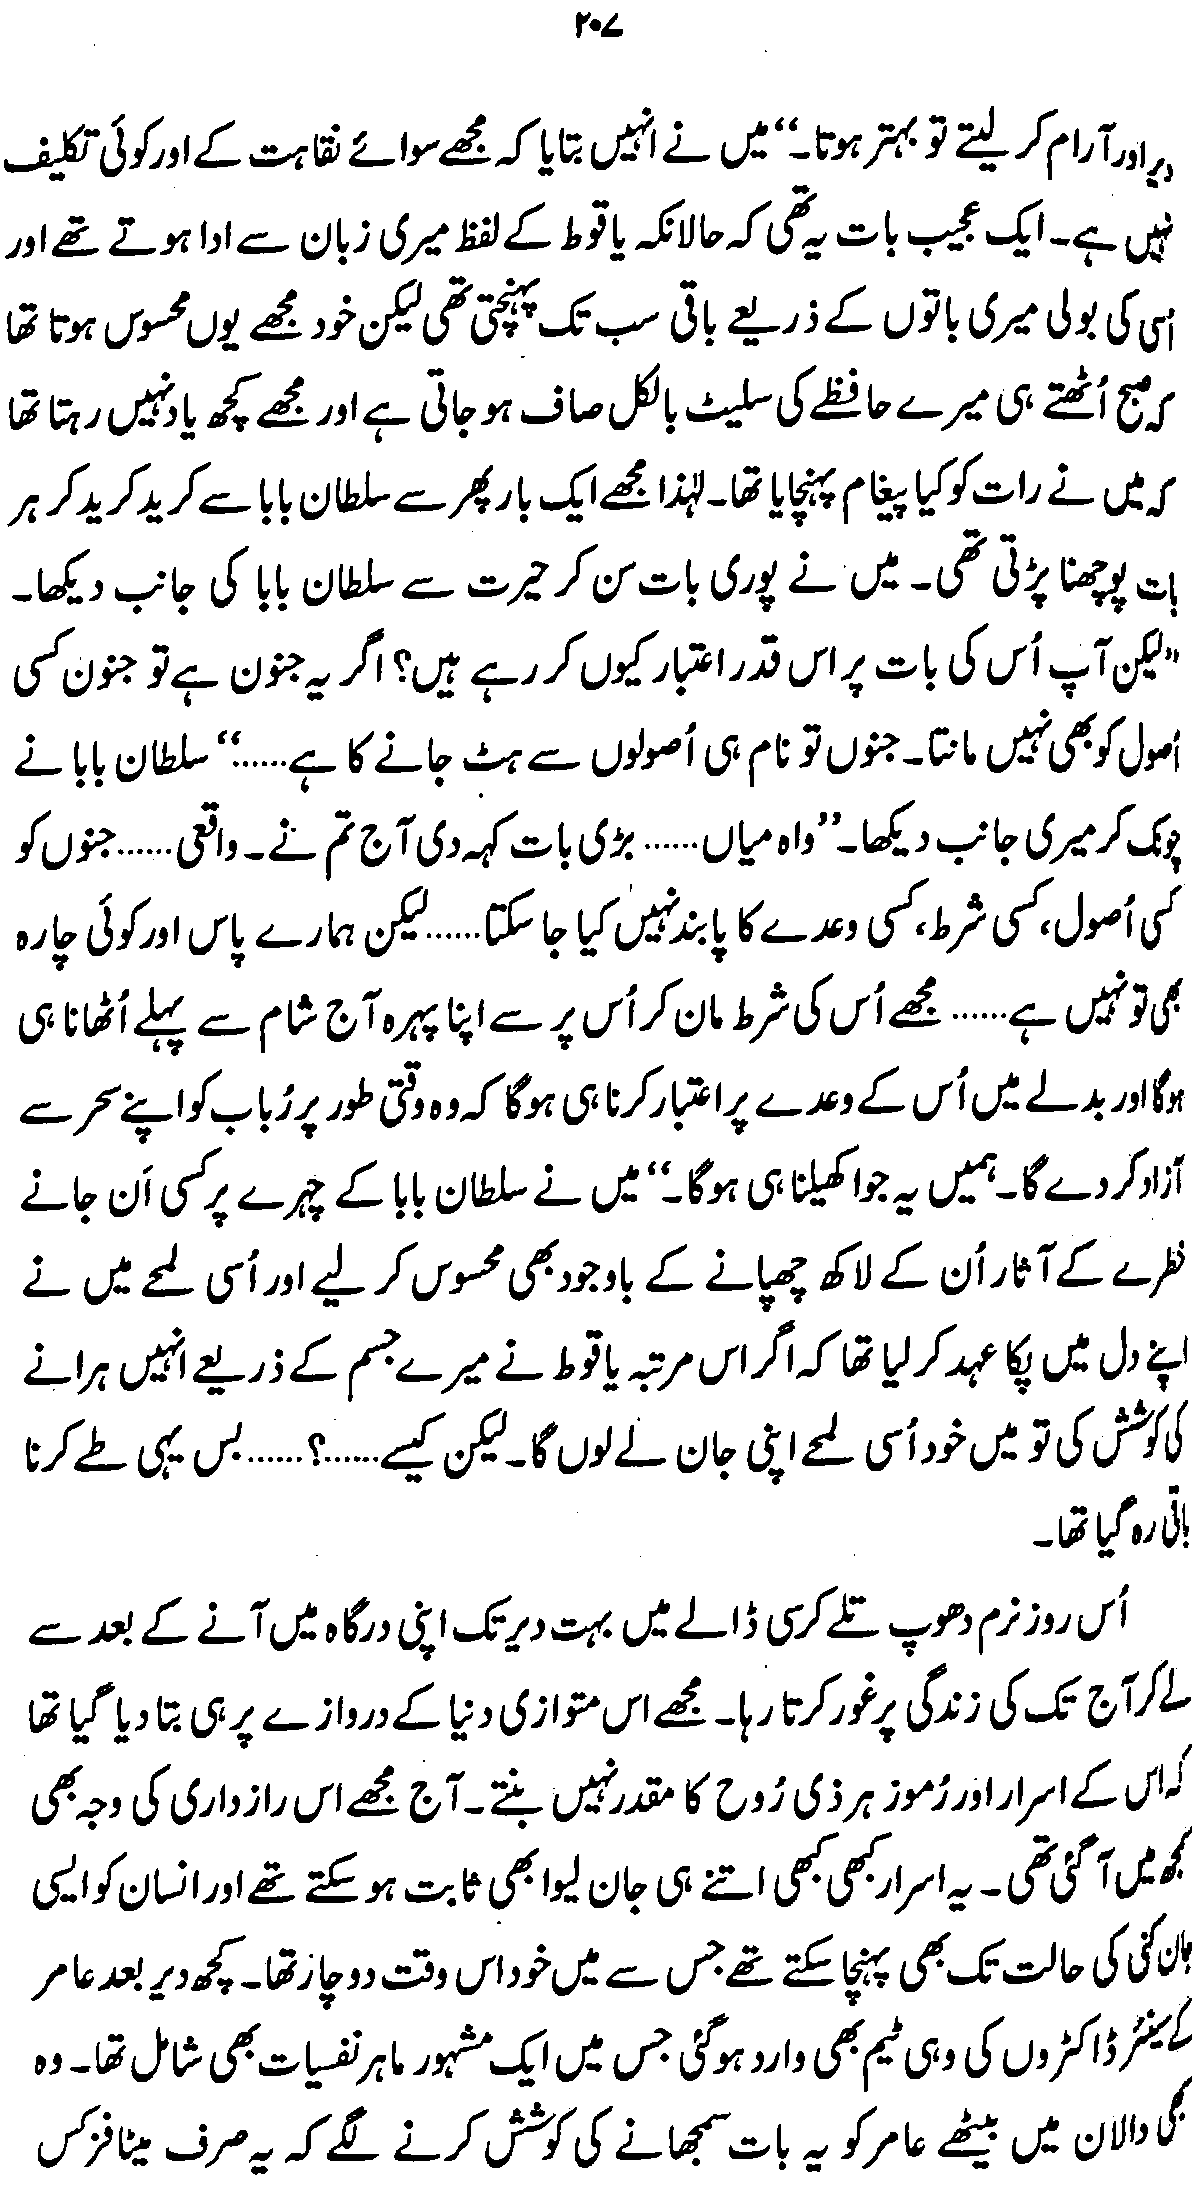 ۲۰۷
دیر اور آرام کر لیتے تو بہتر ہوتا۔“ میں نے انہیں بتایا کہ مجھے سوائے نقاہت کے اور کوئی تکلیف
نہیں ہے۔ ایک عجیب بات یہ تھی کہ حالانکہ یاقوط کے لفظ میری زبان سے ادا ہوتے تھے اور
اُسی کی بولی میری باتوں کے ذریعے باقی سب تک پہنچتی تھی لیکن خود مجھے یوں محسوس ہوتا تھا
کہ صبح اُٹھتے ہی میرے حافظے کی سلیٹ بالکل صاف ہو جاتی ہے اور مجھے کچھ یاد نہیں رہتا تھا
کہ میں نے رات کو کیا پیغام پہنچایا تھا۔ لہٰذا مجھے ایک بار پھر سے سلطان بابا سے کرید کرید کر ہر
بات پوچھنا پڑتی تھی۔ میں نے پوری بات سن کر حیرت سے سلطان بابا کی جانب دیکھا۔
”لیکن آپ اُس کی بات پر اس قدر اعتبار کیوں کر رہے ہیں؟ اگر یہ جنون ہے تو جنون کسی
اُصول کو بھی نہیں مانتا۔ جنوں تو نام ہی اُصولوں سے ہٹ جانے کا ہے......“ سلطان بابا نے
چونک کر میری جانب دیکھا۔ ”واہ میاں...... بڑی بات کہہ دی آج تم نے۔ واقعی...... جنوں کو
کسی اُصول، کسی شرط، کسی وعدے کا پابند نہیں کیا جا سکتا...... لیکن ہمارے پاس اور کوئی چارہ
بھی تو نہیں ہے...... مجھے اُس کی شرط مان کر اُس پر سے اپنا پہرہ آج شام سے پہلے اُٹھانا ہی
ہوگا اور بدلے میں اُس کے وعدے پر اعتبار کرنا ہی ہوگا کہ وہ وقتی طور پر رُباب کو اپنے سحر سے
آزاد کر دے گا۔ ہمیں یہ جوا کھیلنا ہی ہوگا۔“ میں نے سلطان بابا کے چہرے پر کسی اَن جانے
خطرے کے آثار اُن کے لاکھ چھپانے کے باوجود بھی محسوس کر لیے اور اُسی لمحے میں نے
اپنے دل میں پکا عہد کر لیا تھا کہ اگر اس مرتبہ یاقوط نے میرے جسم کے ذریعے انہیں ہرانے
کی کوشش کی تو میں خود اُسی لمحے اپنی جان لے لوں گا۔ لیکن کیسے......؟...... بس یہی طے کرنا
باقی رہ گیا تھا۔
اُس روز نرم دھوپ تلے کرسی ڈالے میں بہت دیر تک اپنی درگاہ میں آنے کے بعد سے
لے کر آج تک کی زندگی پر غور کرتا رہا۔ مجھے اس متوازی دنیا کے دروازے پر ہی بتا دیا گیا تھا
کہ اس کے اسرار اور رُموز ہر ذی رُوح کا مقدر نہیں بنتے۔ آج مجھے اس رازداری کی وجہ بھی
سمجھ میں آ گئی تھی۔ یہ اسرار کبھی کبھی اتنے ہی جان لیوا بھی ثابت ہو سکتے تھے اور انسان کو ایسی
جان کنی کی حالت تک بھی پہنچا سکتے تھے جس سے میں خود اس وقت دوچار تھا۔ کچھ دیر بعد عامر
کے سینئر ڈاکٹروں کی وہی ٹیم بھی وارد ہو گئی جس میں ایک مشہور ماہر نفسیات بھی شامل تھا۔ وہ
بھی دالان میں بیٹھے عامر کو یہ بات سمجھانے کی کوشش کرنے لگے کہ یہ صرف میٹا فزکس